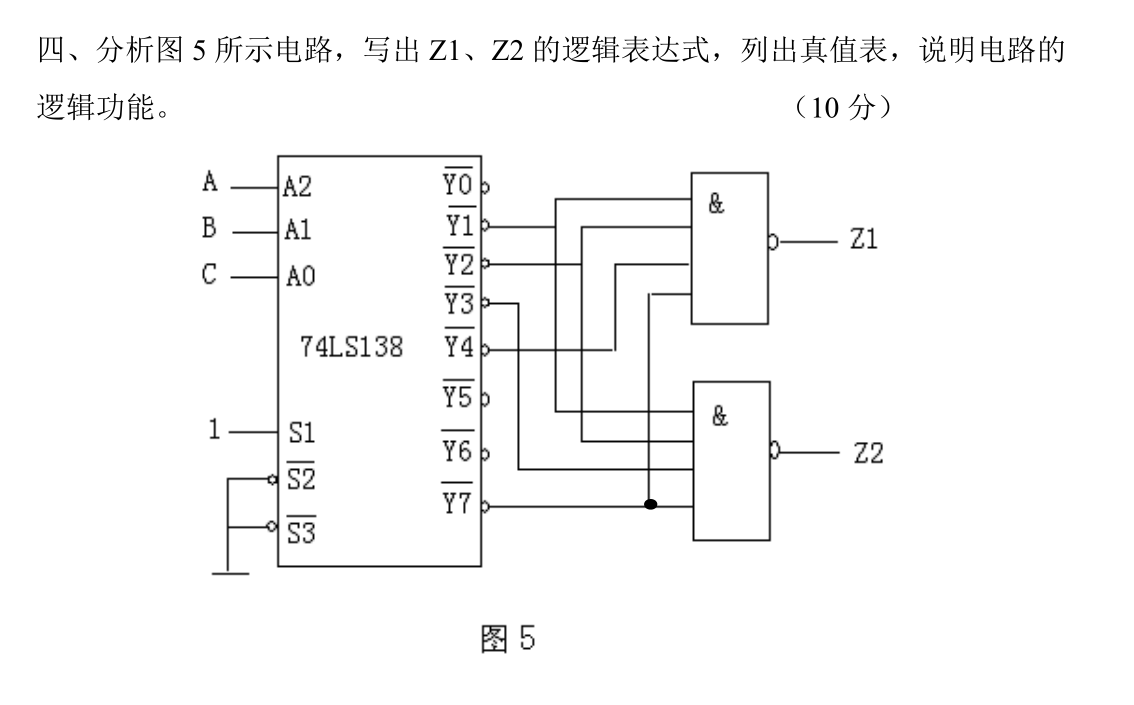 四、分析图 5 所示电路，写出 Z1、Z2 的逻辑表达式，列出真值表，说明电路的
逻辑功能。 （10 分）
A A2 Y0̅ &
B A1 Y1̅ Z1
C A0 Y2̅
Y3̅
74LS138 Y4̅
Y5̅ &
1 S1 Y6̅ Z2
S2̅ Y7̅
S3̅
图 5